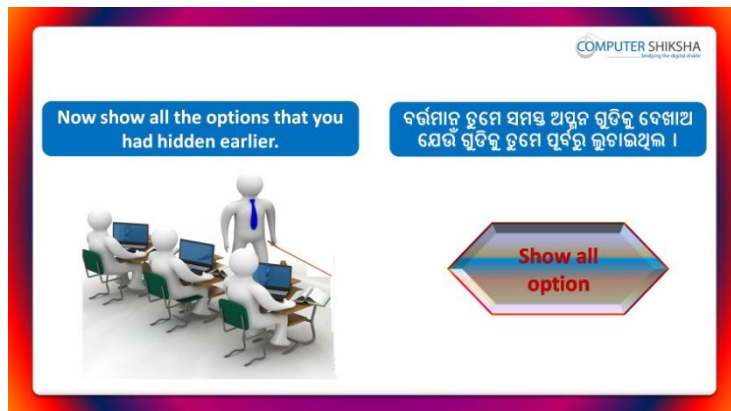 COMPUTER SHIKSHA
... bridging the digital divide
Now show all the options that you
had hidden earlier.
ବର୍ତ୍ତମାନ ତୁମେ ସମସ୍ତ ଅପ୍ସନ ଗୁଡିକୁ ଦେଖାଅ
ଯେଉଁ ଗୁଡିକୁ ତୁମେ ପୂର୍ବରୁ ଲୁଚାଇଥିଲ ।
Show all
option